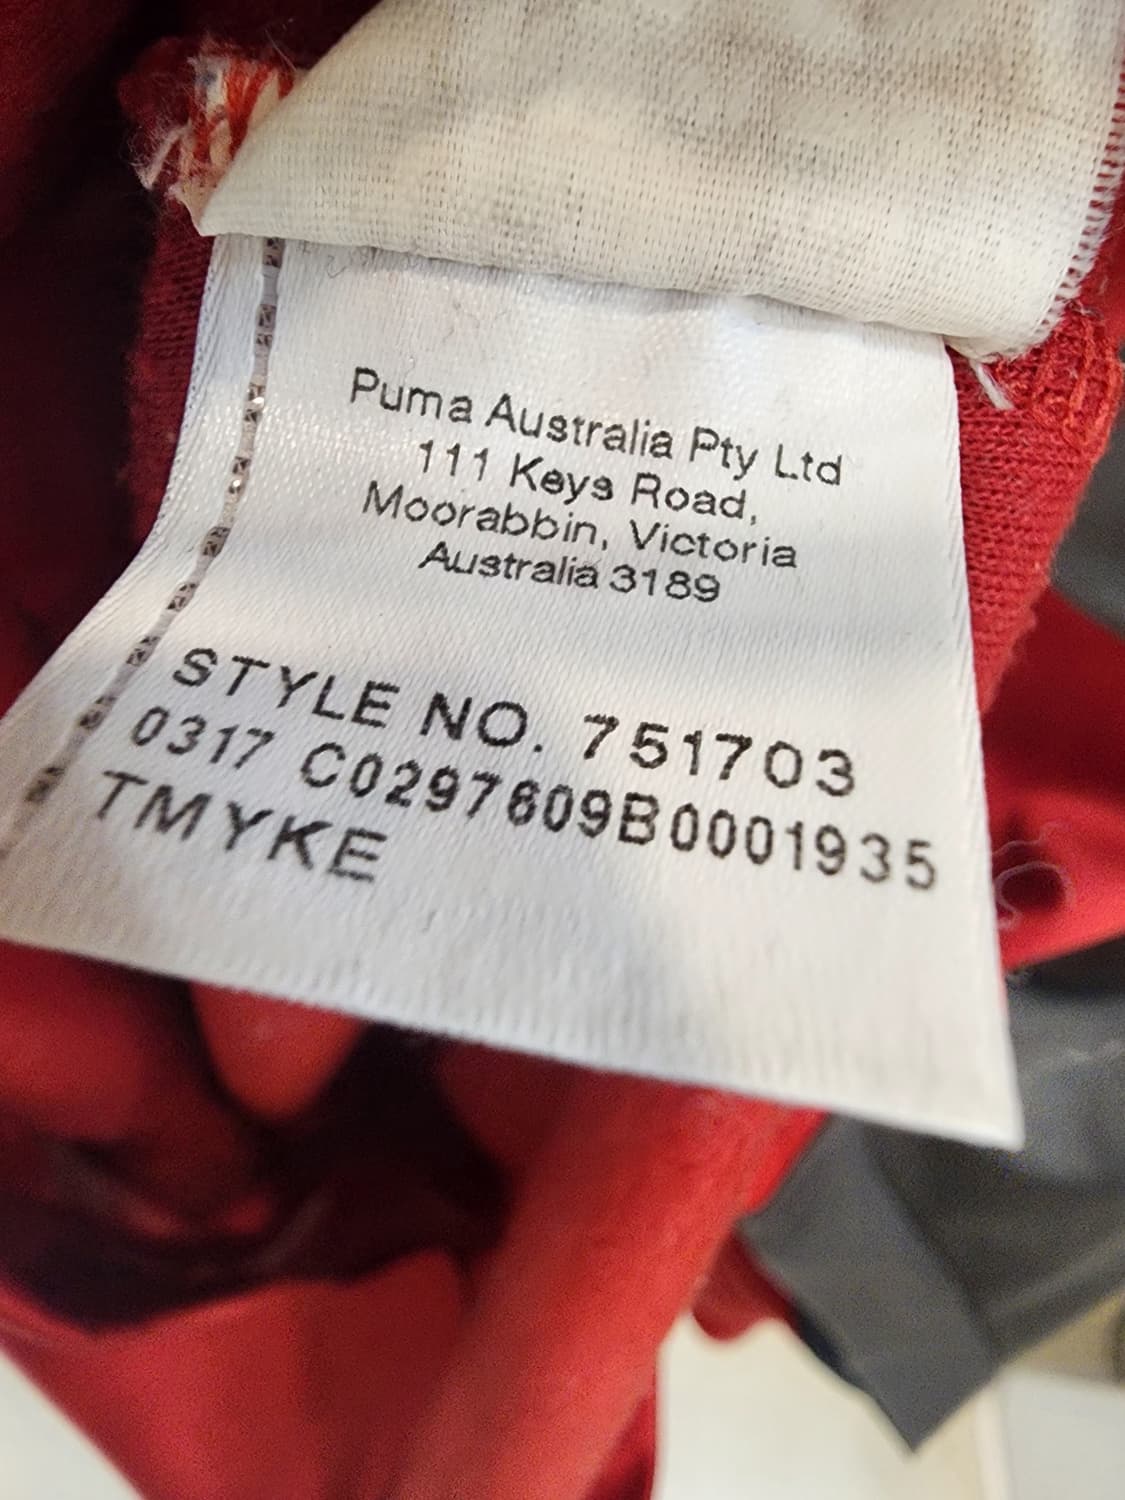 Puma Australia Pty Ltd
111 Keys Road,
Moorabbin, Victoria
Australia 3189
STYLE NO. 751703
0317 C0297609B0001935
TMYKE